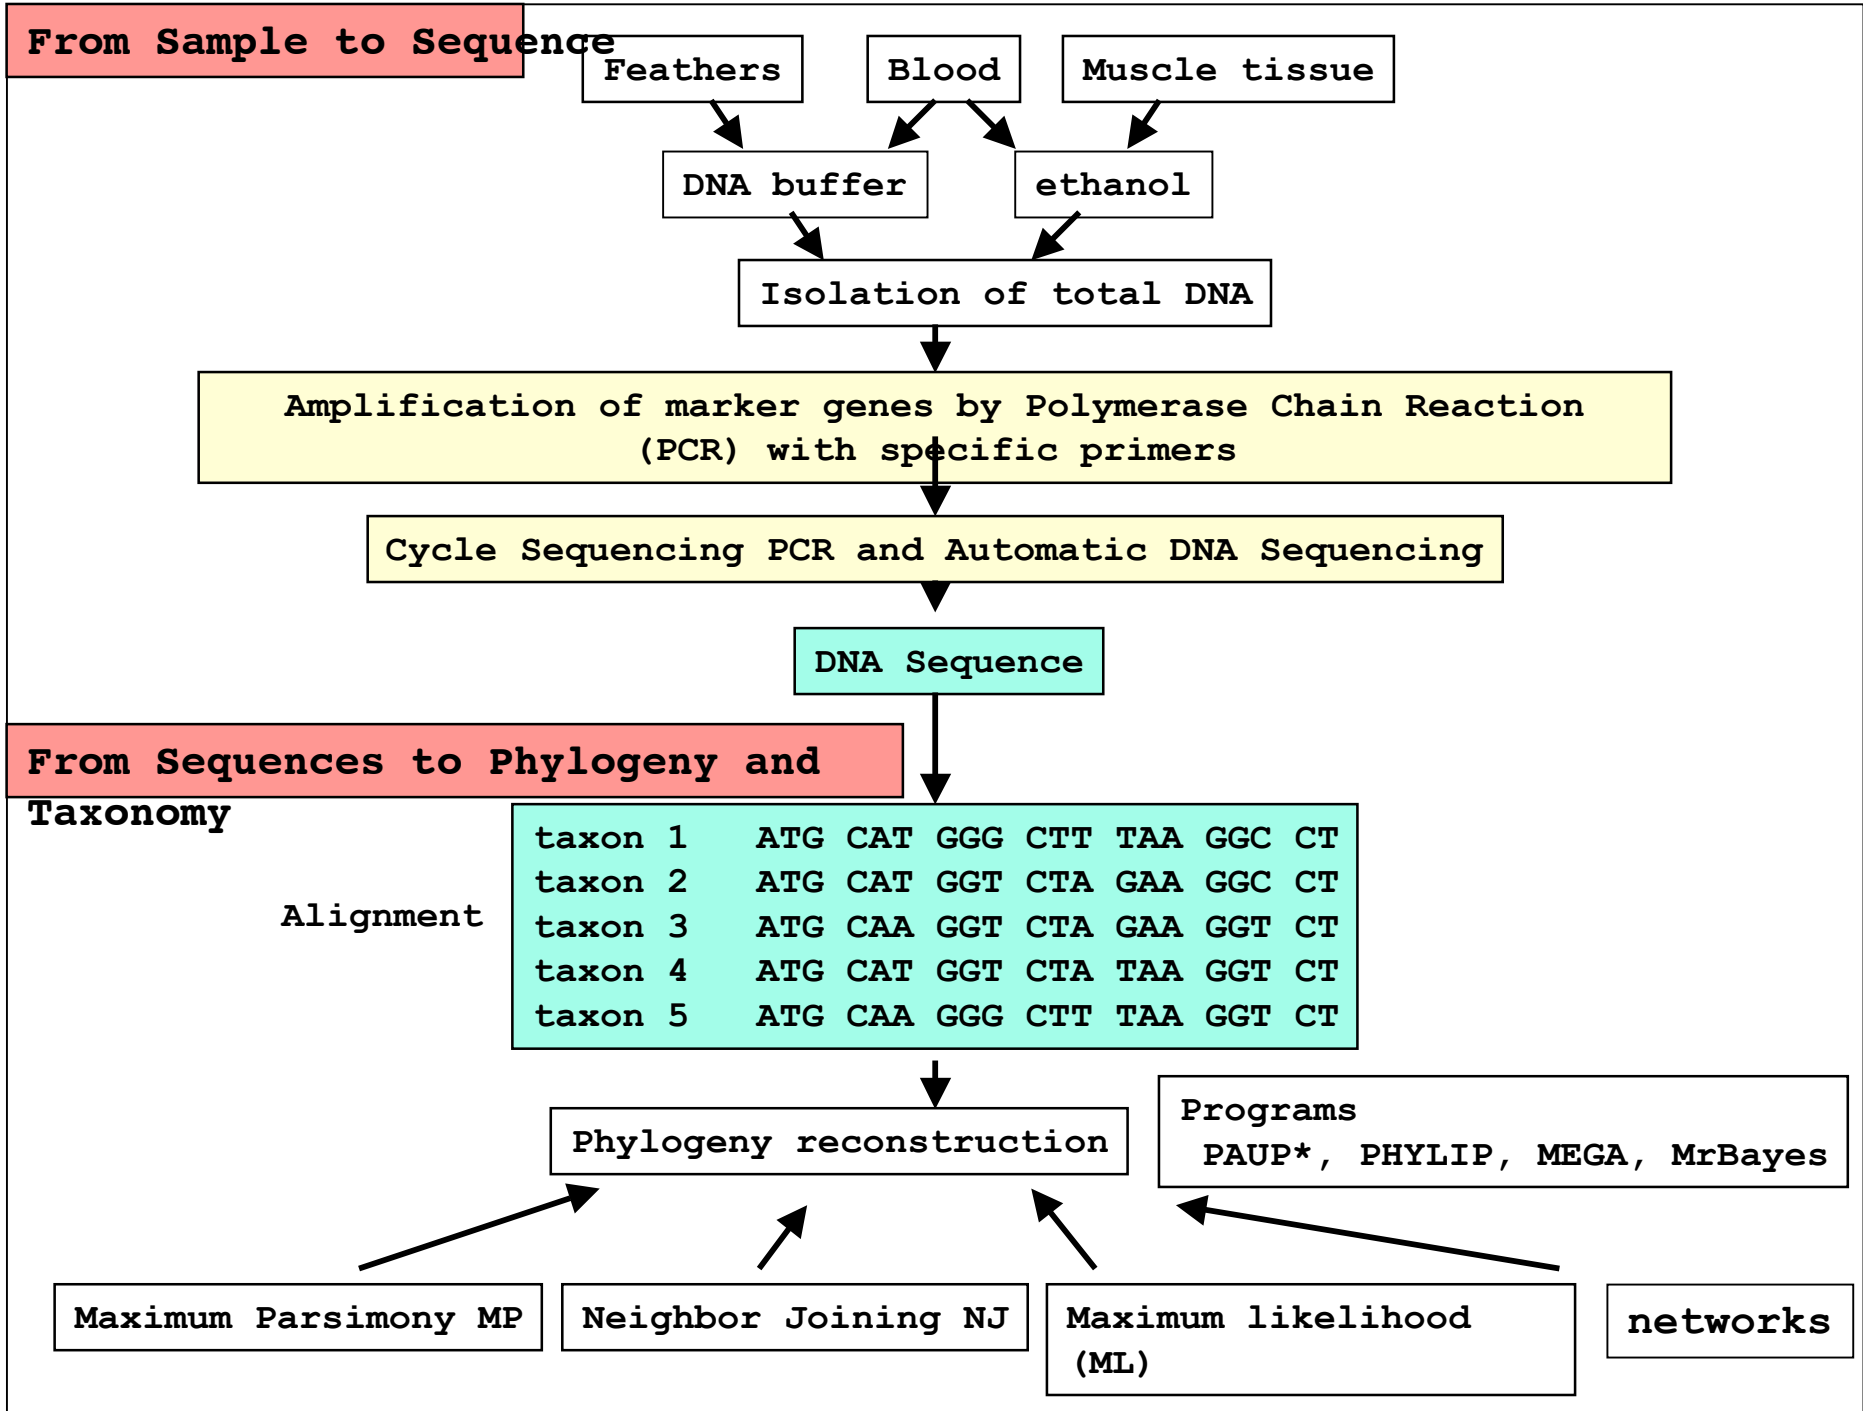 From Sample to Sequence
Feathers
Blood
Muscle tissue
DNA buffer
ethanol
Isolation of total DNA
Amplification of marker genes by Polymerase Chain Reaction
(PCR) with specific primers
Cycle Sequencing PCR and Automatic DNA Sequencing
DNA Sequence
From Sequences to Phylogeny and
Taxonomy
Alignment
taxon 1 ATG CAT GGG CTT TAA GGC CT
taxon 2 ATG CAT GGT CTA GAA GGC CT
taxon 3 ATG CAA GGT CTA GAA GGT CT
taxon 4 ATG CAT GGT CTA TAA GGT CT
taxon 5 ATG CAA GGG CTT TAA GGT CT
Phylogeny reconstruction
Programs
PAUP*, PHYLIP, MEGA, MrBayes
Maximum Parsimony MP
Neighbor Joining NJ
Maximum likelihood
(ML)
networks